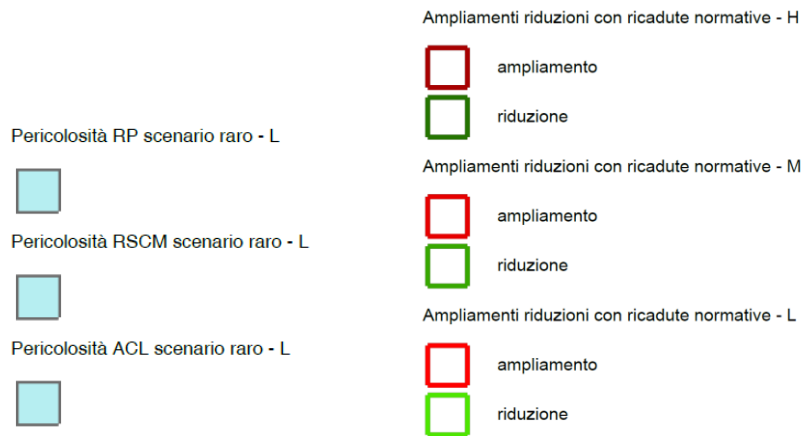 Pericolosità RP scenario raro - L
Pericolosità RSCM scenario raro - L
Pericolosità ACL scenario raro - L
Ampliamenti riduzioni con ricadute normative - H
ampliamento
riduzione
Ampliamenti riduzioni con ricadute normative - M
ampliamento
riduzione
Ampliamenti riduzioni con ricadute normative - L
ampliamento
riduzione